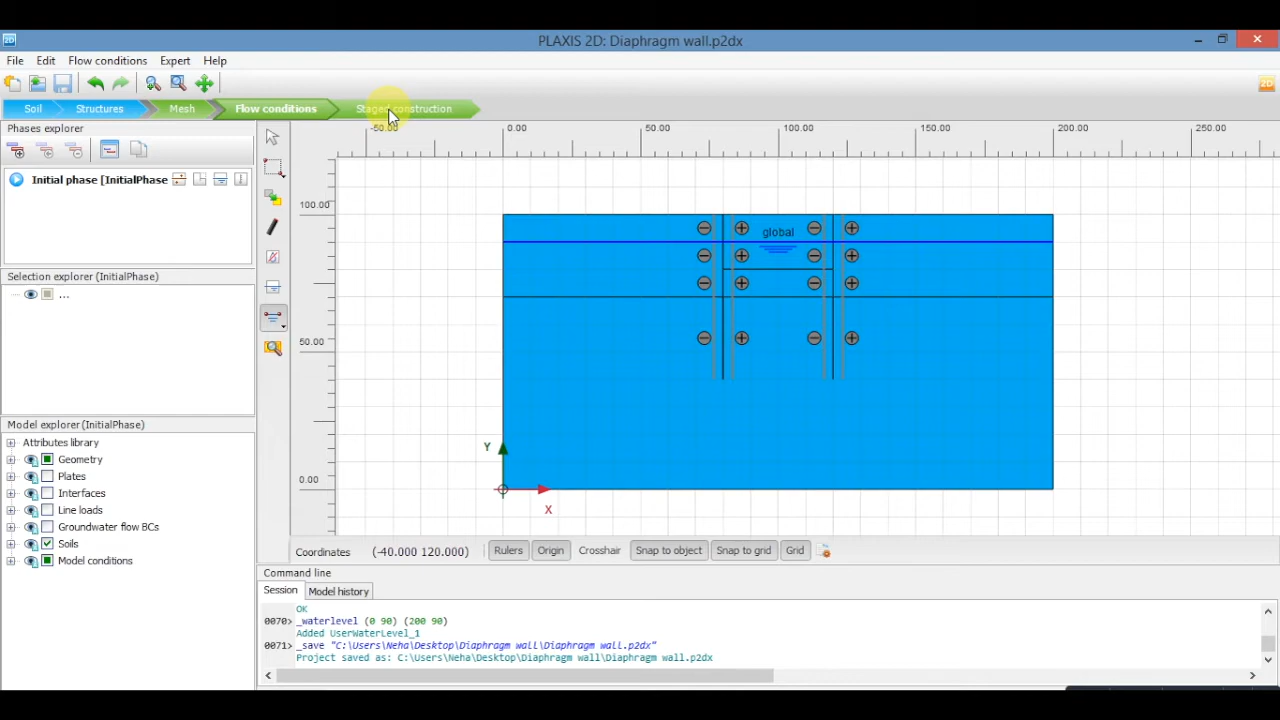 PLAXIS 2D: Diaphragm wall.p2dx
File Edit Flow conditions Expert Help
Soil Structures Mesh Flow conditions Staged construction
Phases explorer
-50.00 0.00 50.00 100.00 150.00 200.00 250.00
Initial phase [InitialPhase
100.00
global
Selection explorer (InitialPhase)
...
50.00
Model explorer (InitialPhase)
Attributes library
Geometry
Plates
Interfaces
Line loads
Groundwater flow BCs
Soils
Model conditions
Y
0.00
X
Coordinates (-40.000 120.000) Rulers Origin Crosshair Snap to object Snap to grid Grid
Command line
Session Model history
OK
0070> _waterlevel (0 90) (200 90)
Added UserWaterLevel_1
0071> _save "C:\Users\Neha\Desktop\Diaphragm wall\Diaphragm wall.p2dx"
Project saved as: C:\Users\Neha\Desktop\Diaphragm wall\Diaphragm wall.p2dx
2D
2D